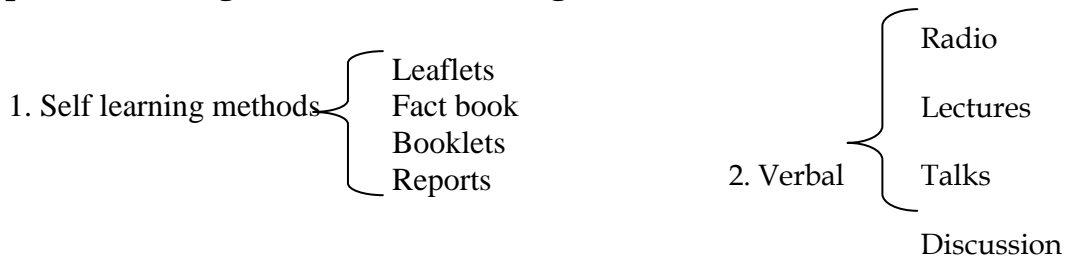 1. Self learning methods
Leaflets
Fact book
Booklets
Reports
2. Verbal
Radio
Lectures
Talks
Discussion